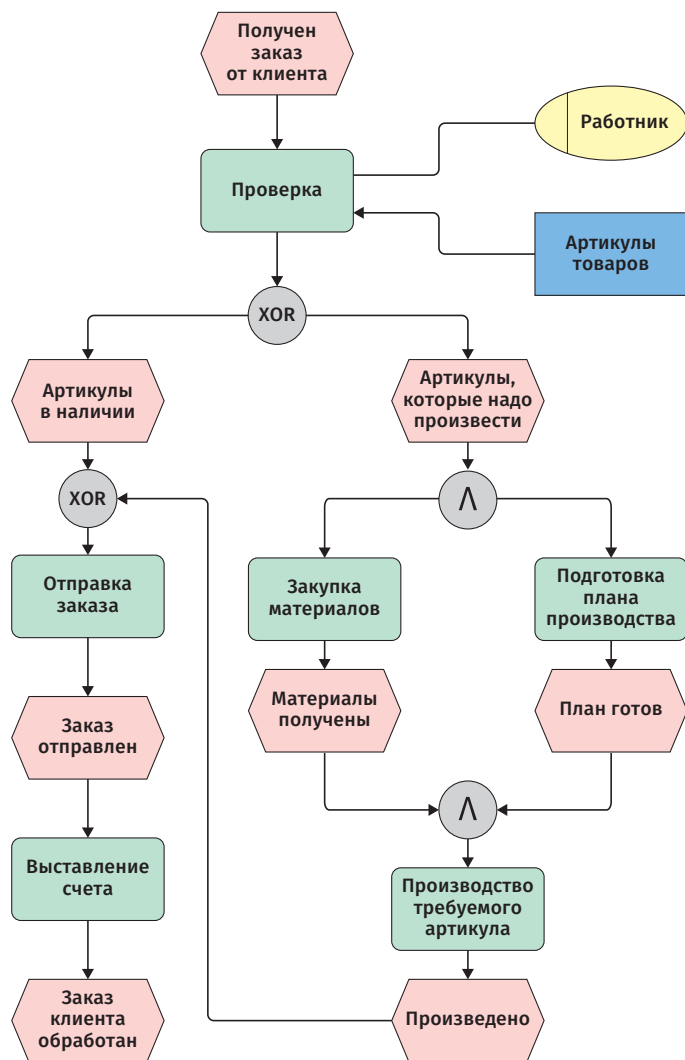 Получен
заказ
от клиента
Работник
Проверка
Артикулы
товаров
XOR
Артикулы
в наличии
Артикулы,
которые надо
произвести
XOR
Λ
Отправка
заказа
Закупка
материалов
Подготовка
плана
производства
Заказ
отправлен
Материалы
получены
План готов
Λ
Выставление
счета
Производство
требуемого
артикула
Заказ
клиента
обработан
Произведено